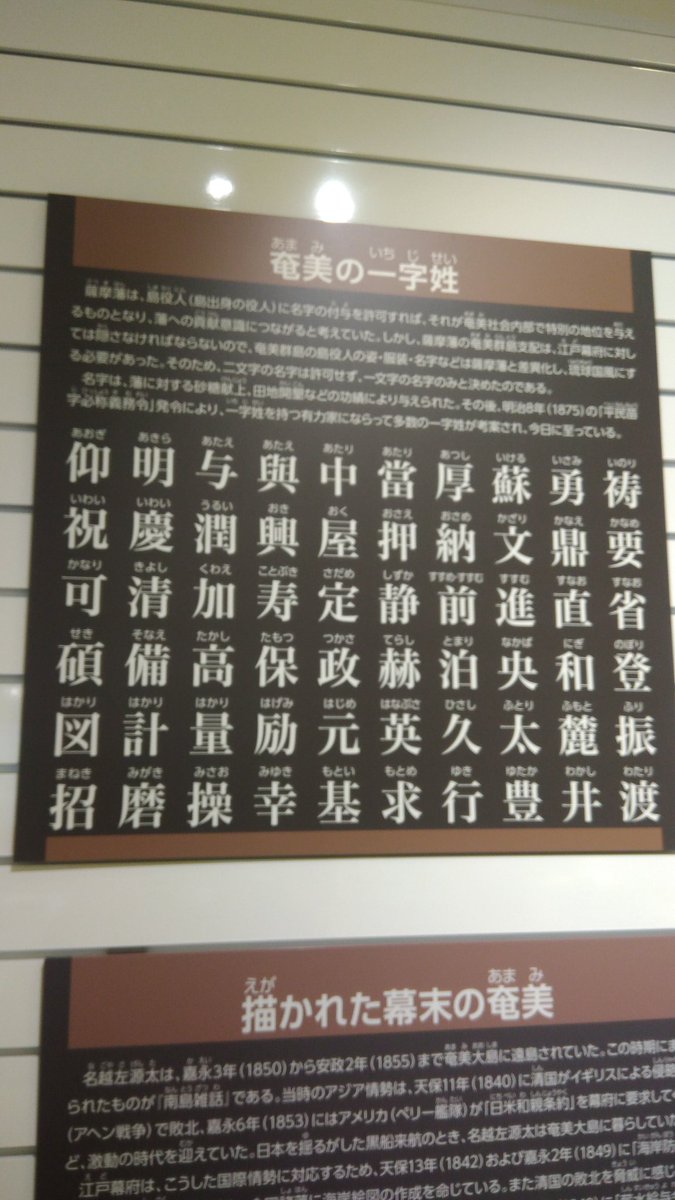 奄美の一字姓
薩摩藩は、島役人(島出身の役人)に名字の付与を許可すれば、それが奄美社会内部で特別の地位を与え
るものとなり、藩への貢献意識につながると考えていた。しかし、薩摩藩の奄美群島支配は、江戸幕府に対し
ては隠さなければならないので、奄美群島の島役人の姿・服装・名字などは薩摩藩と差異化し、琉球国風にす
る必要があった。そのため、二文字の名字は許可せず、一文字の名字のみと決めたのである。
名字は、藩に対する砂糖献上、田地開墾などの功績により与えられた。その後、明治8年(1875)の「平民苗
字必称義務令」発令により、一字姓を持つ有力家にならって多数の一字姓が考案され、今日に至っている。
あおぎ あきら あたえ あたえ あたり あたり あつし いける いさみ いのり
仰 明 与 與 中 當 厚 蘇 勇 祷
いわい いわい うるい おき おく おさえ おさめ かざり かなえ かなめ
祝 慶 潤 興 屋 押 納 文 鼎 要
かなり きよし くわえ ことぶき さだめ しずか すすめ・すすむ すすむ すなお すなお
可 清 加 寿 定 静 前 進 直 省
せき そなえ たかし たもつ つかさ てらし とまり なかば にぎ のぼり
碩 備 高 保 政 赫 泊 央 和 登
はかり はかり はかり はげみ はじめ はなぶさ ひさし ふとり ふもと ふり
図 計 量 励 元 英 久 太 麓 振
まねき みがき みさお みゆき もとい もとめ ゆき ゆたか わかし わたり
招 磨 操 幸 基 求 行 豊 井 渡
描かれた幕末の奄美
名越左源太は、嘉永3年(1850)から安政2年(1855)まで奄美大島に遠島されていた。この時期にま
られたものが「南島雑話」である。当時のアジア情勢は、天保11年(1840)に清国がイギリスによる侵略
(アヘン戦争)で敗北、嘉永6年(1853)にはアメリカ(ペリー艦隊)が「日米和親条約」を幕府に要求して
ど、激動の時代を迎えていた。日本を揺るがした黒船来航のとき、名越左源太は奄美大島に暮らしていた
江戸幕府は、こうした国際情勢に対応するため、天保13年(1842)および嘉永2年(1849)に「海岸防
に海岸絵図の作成を命じている。また清国の敗北を脅威に感じ